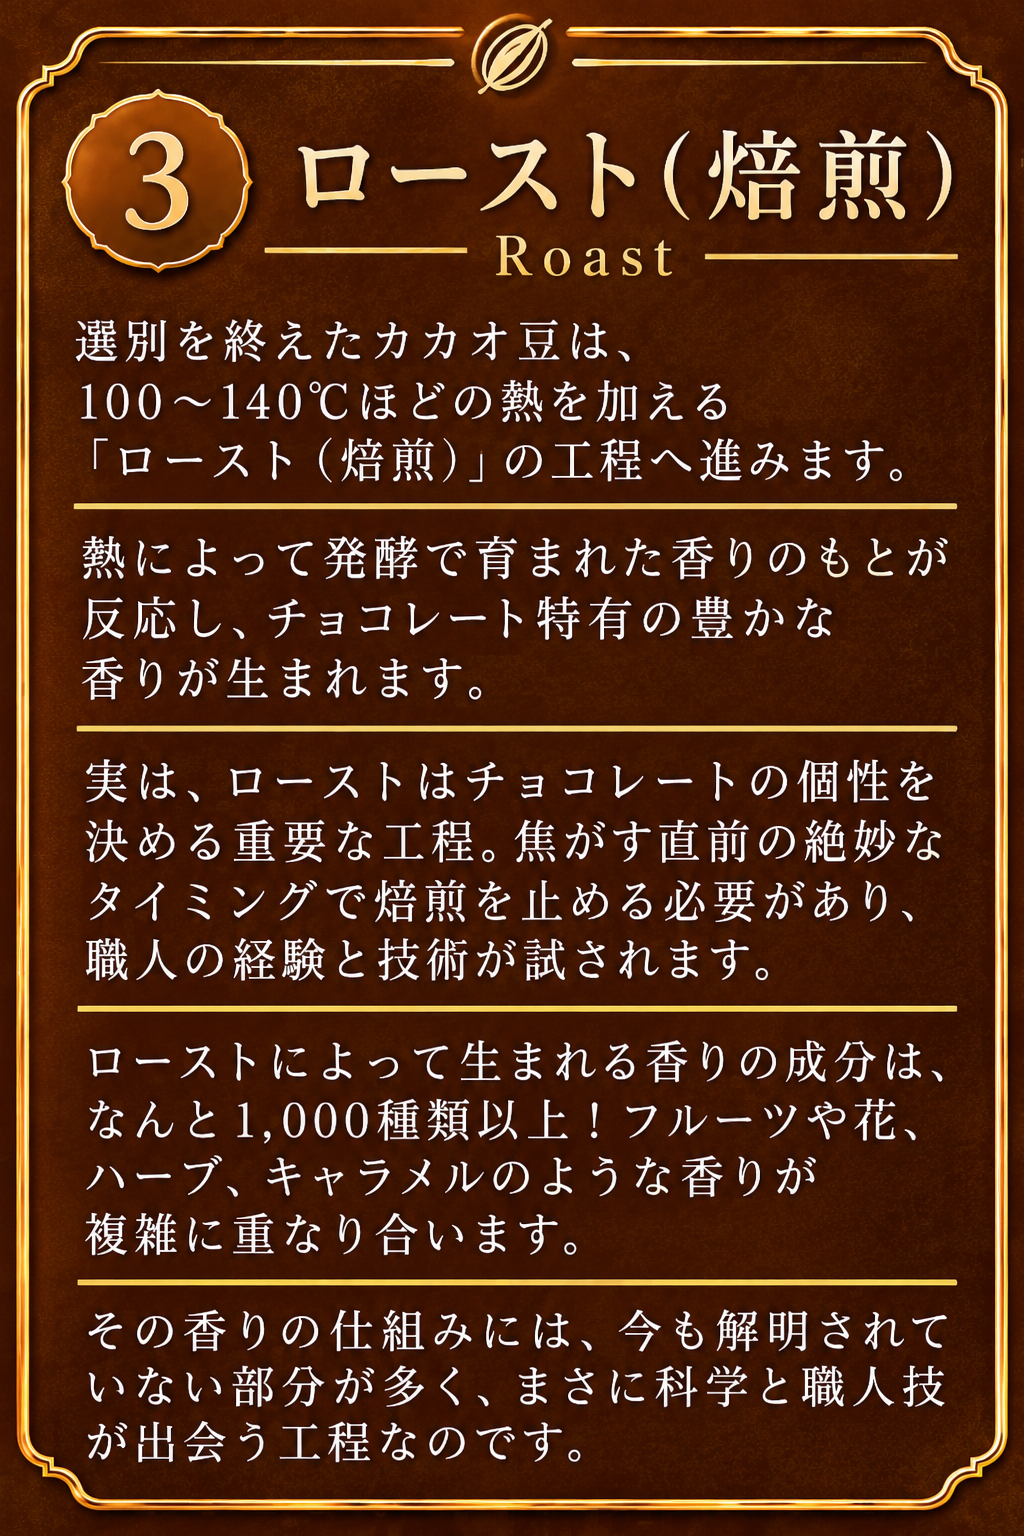 3
ロースト(焙煎)
Roast
選別を終えたカカオ豆は、
100～140℃ほどの熱を加える
「ロースト(焙煎)」の工程へ進みます。
熱によって発酵で育まれた香りのもとが
反応し、チョコレート特有の豊かな
香りが生まれます。
実は、ローストはチョコレートの個性を
決める重要な工程。焦がす直前の絶妙な
タイミングで焙煎を止める必要があり、
職人の経験と技術が試されます。
ローストによって生まれる香りの成分は、
なんと1,000種類以上！フルーツや花、
ハーブ、キャラメルのような香りが
複雑に重なり合います。
その香りの仕組みには、今も解明されて
いない部分が多く、まさに科学と職人技
が出会う工程なのです。